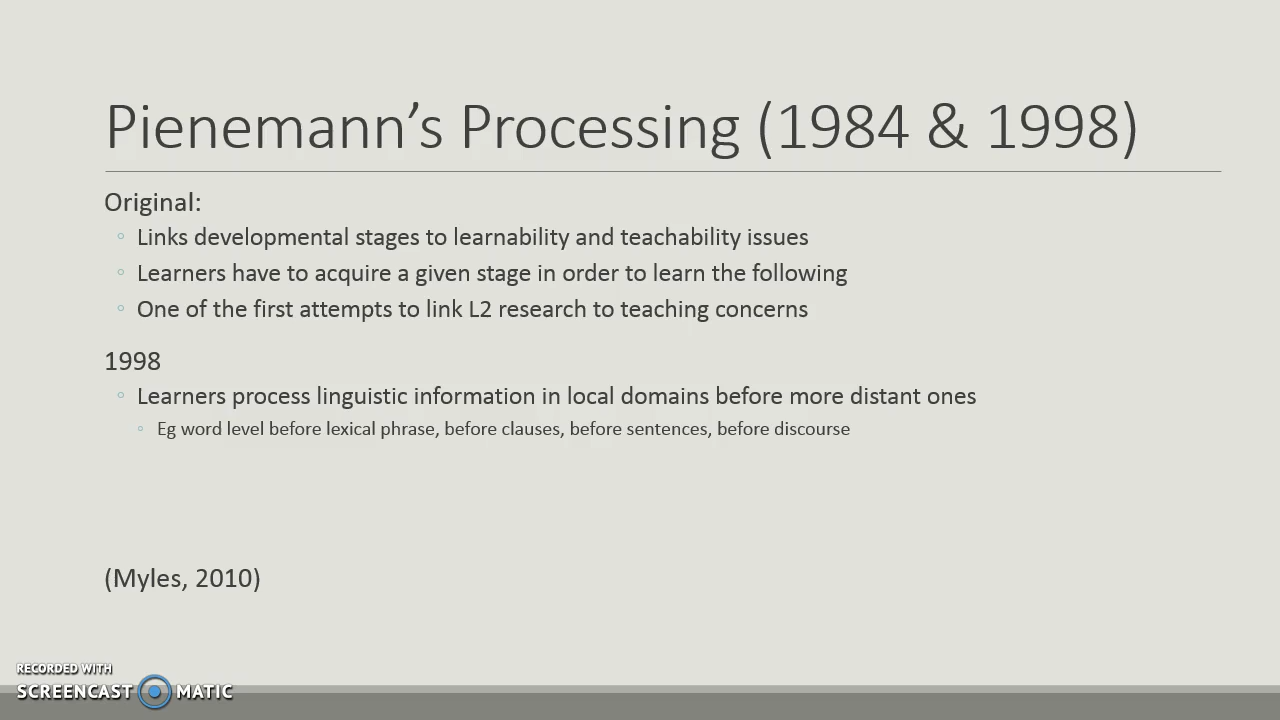 Pienemann’s Processing (1984 & 1998)
Original:
◦ Links developmental stages to learnability and teachability issues
◦ Learners have to acquire a given stage in order to learn the following
◦ One of the first attempts to link L2 research to teaching concerns
1998
◦ Learners process linguistic information in local domains before more distant ones
◦ Eg word level before lexical phrase, before clauses, before sentences, before discourse
(Myles, 2010)
RECORDED WITH
SCREENCAST MATIC